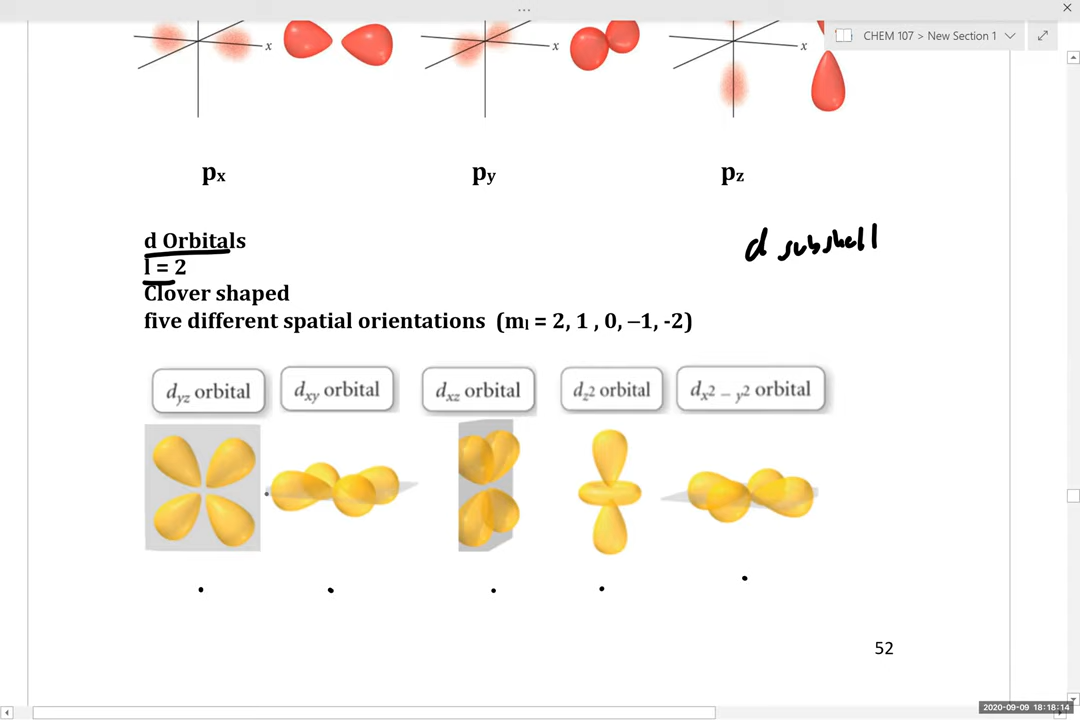 ...
CHEM 107 > New Section 1
x
x
x
px
py
pz
d Orbitals
d subshell
l = 2
Clover shaped
five different spatial orientations (ml = 2, 1 , 0, −1, -2)
dyz orbital
dxy orbital
dxz orbital
dz2 orbital
dx2 − y2 orbital
52
2020-09-09 18:18:14